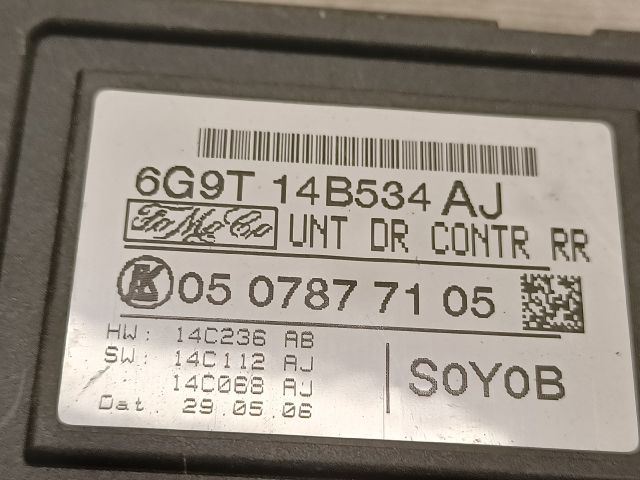 6G9T 14B534 AJ
FoMoCo UNT DR CONTR RR
K 05 0787 71 05
HW: 14C236 AB
SW: 14C112 AJ
14C068 AJ
Dat. 29.05.06
S0Y0B